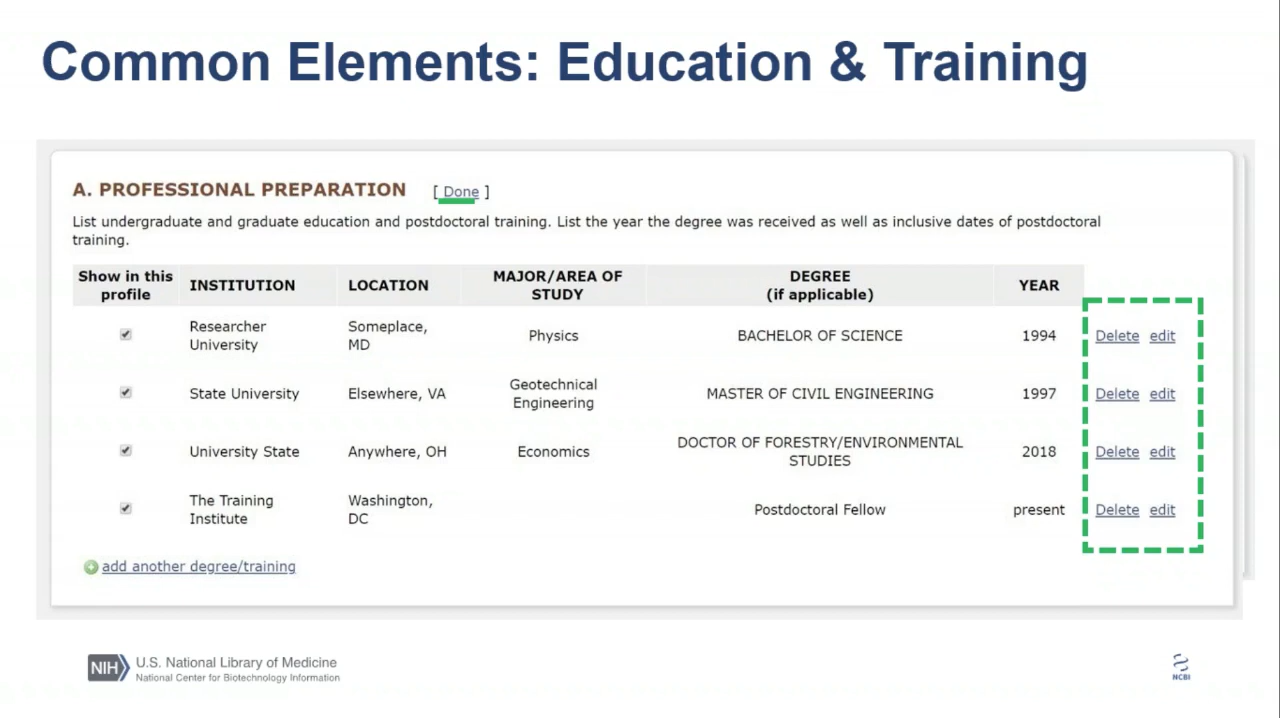 Common Elements: Education & Training
A. PROFESSIONAL PREPARATION [ Done ]
List undergraduate and graduate education and postdoctoral training. List the year the degree was received as well as inclusive dates of postdoctoral
training.
Show in this profile INSTITUTION LOCATION MAJOR/AREA OF STUDY DEGREE (if applicable) YEAR
Researcher University Someplace, MD Physics BACHELOR OF SCIENCE 1994 Delete edit
State University Elsewhere, VA Geotechnical Engineering MASTER OF CIVIL ENGINEERING 1997 Delete edit
University State Anywhere, OH Economics DOCTOR OF FORESTRY/ENVIRONMENTAL STUDIES 2018 Delete edit
The Training Institute Washington, DC Postdoctoral Fellow present Delete edit
add another degree/training
NIH U.S. National Library of Medicine
National Center for Biotechnology Information
NCBI